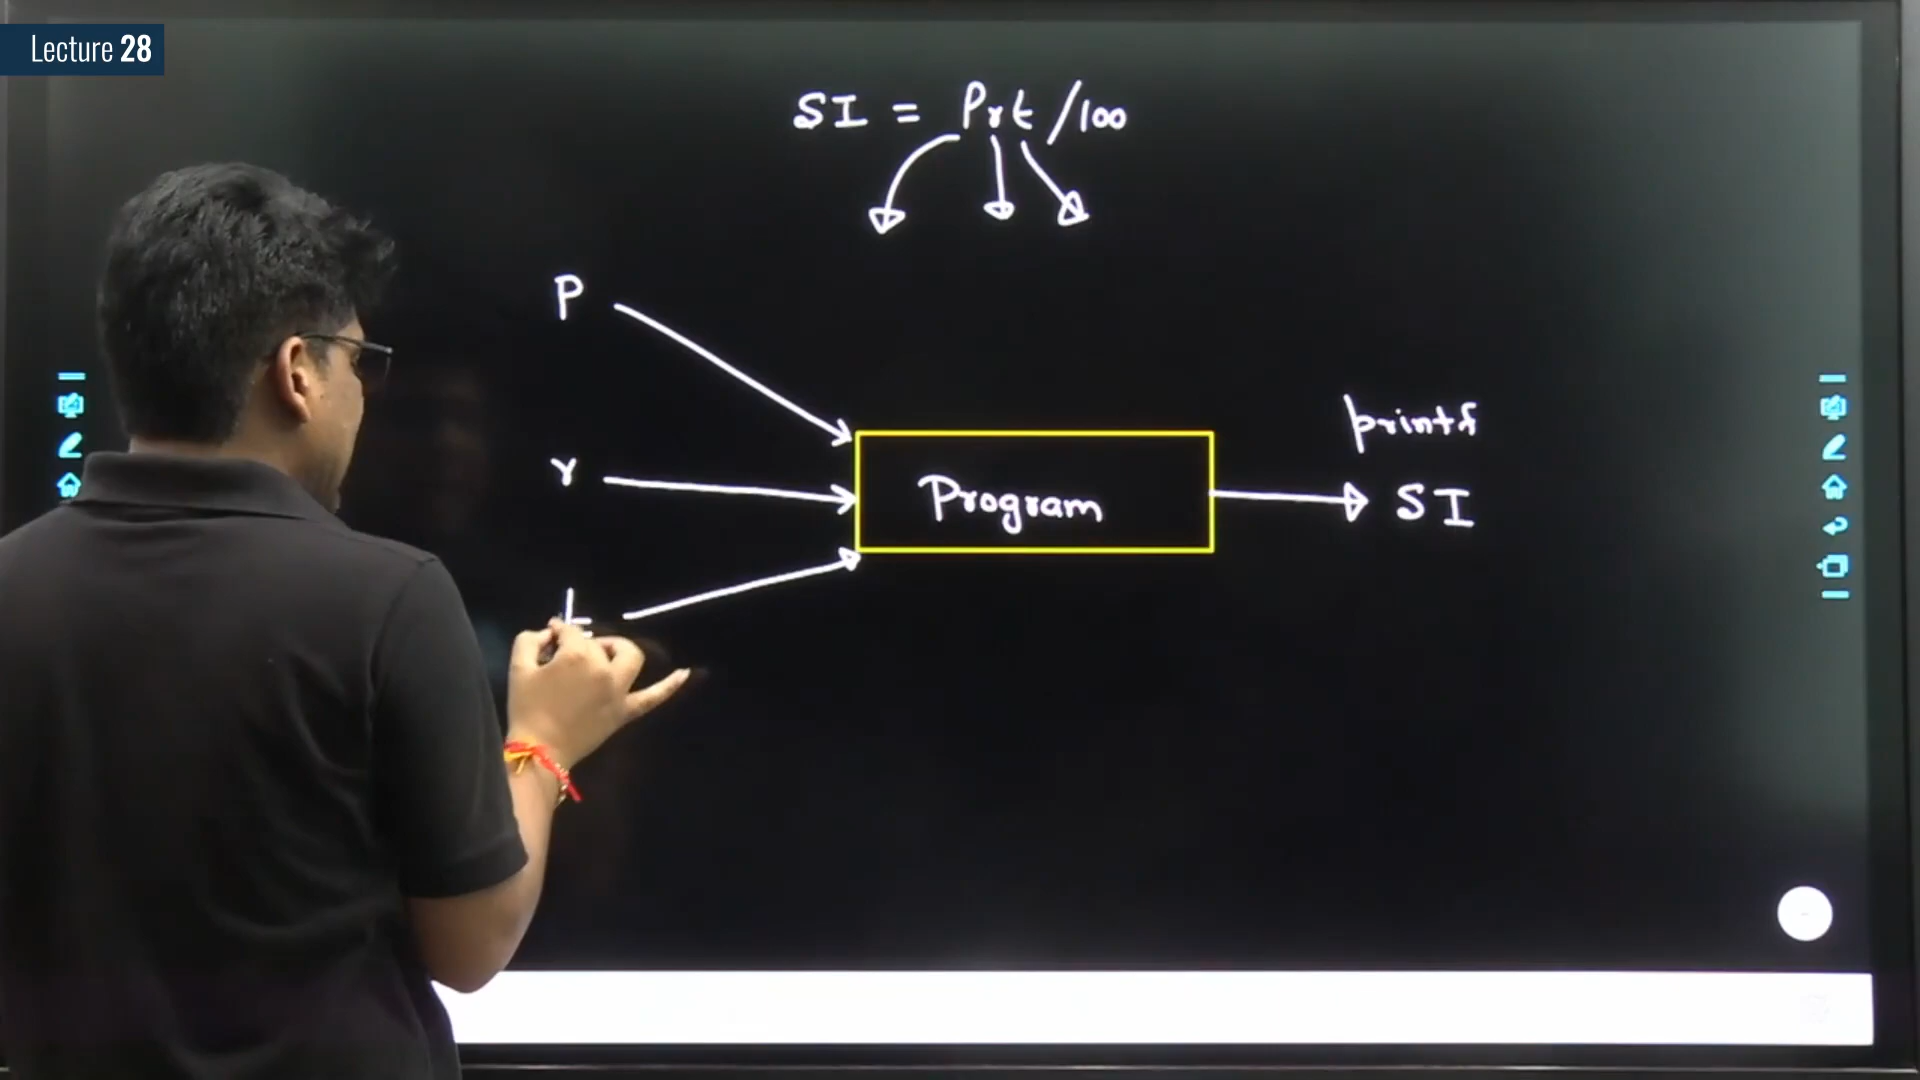 Lecture 28
SI = Prt/100
P
r
t
Program
printf
SI